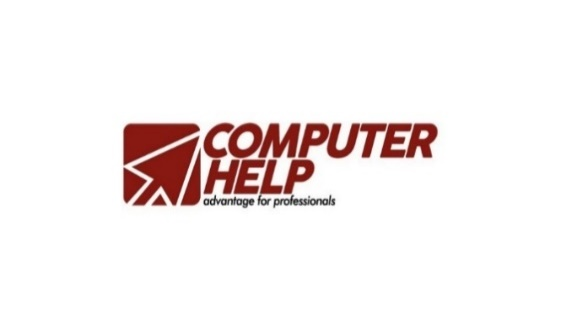 COMPUTER
HELP
advantage for professionals